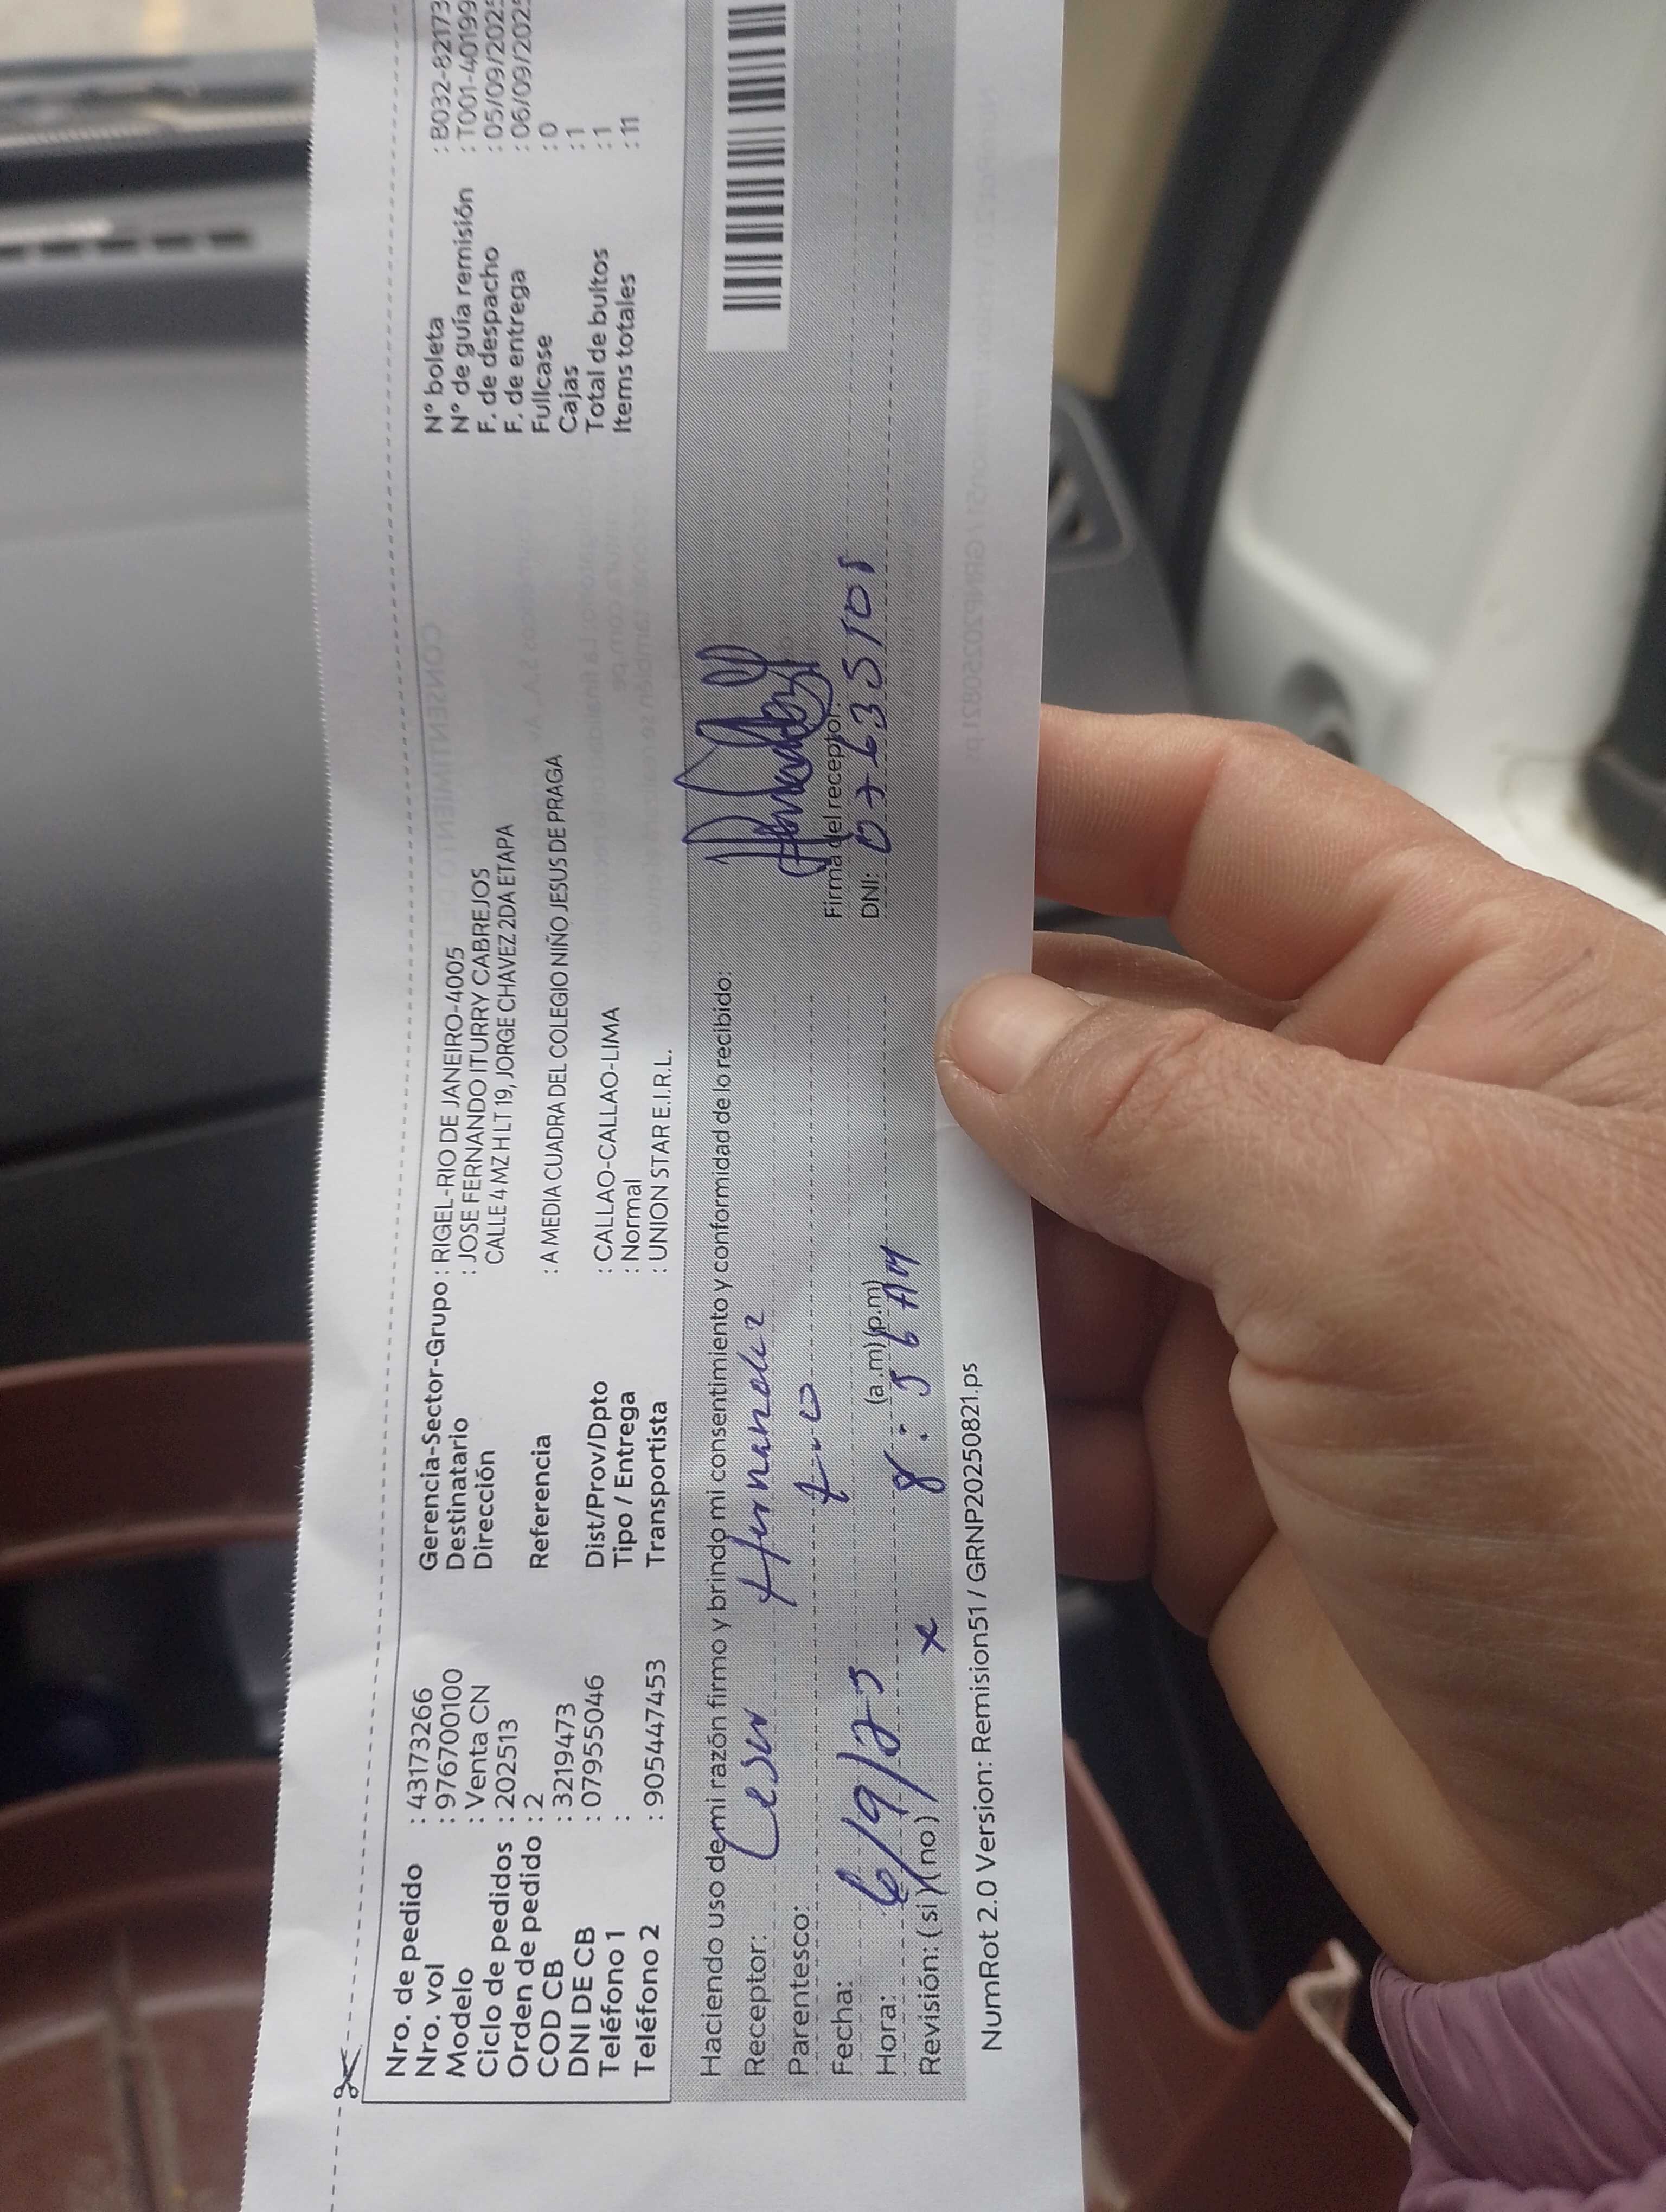 Nro. de pedido : 43173266
Nro. vol : 976700100
Modelo : Venta CN
Ciclo de pedidos : 202513
Orden de pedido : 2
COD CB : 3219473
DNI DE CB : 07955046
Teléfono 1 :
Teléfono 2 : 905447453
Gerencia-Sector-Grupo : RIGEL-RIO DE JANEIRO-4005
Destinatario : JOSE FERNANDO ITURRY CABREJOS
Dirección CALLE 4 MZ H LT 19, JORGE CHAVEZ 2DA ETAPA
Referencia : A MEDIA CUADRA DEL COLEGIO NIÑO JESUS DE PRAGA
Dist/Prov/Dpto : CALLAO-CALLAO-LIMA
Tipo / Entrega : Normal
Transportista : UNION STAR E.I.R.L.
N° boleta : B032-82173
N° de guía remisión : T001-40199
F. de despacho : 05/09/2025
F. de entrega : 06/09/2025
Fullcase : 0
Cajas : 1
Total de bultos : 1
Items totales : 11
Haciendo uso de mi razón firmo y brindo mi consentimiento y conformidad de lo recibido:
Receptor: Cesar Hernandez
Parentesco:
Fecha: 6/9/25
Hora: 8:56 AM (a.m)(p.m)
Revisión: (si)(no) x
Firma del receptor:
DNI: 07635101
NumRot 2.0 Version: Remision51 / GRNP20250821.ps